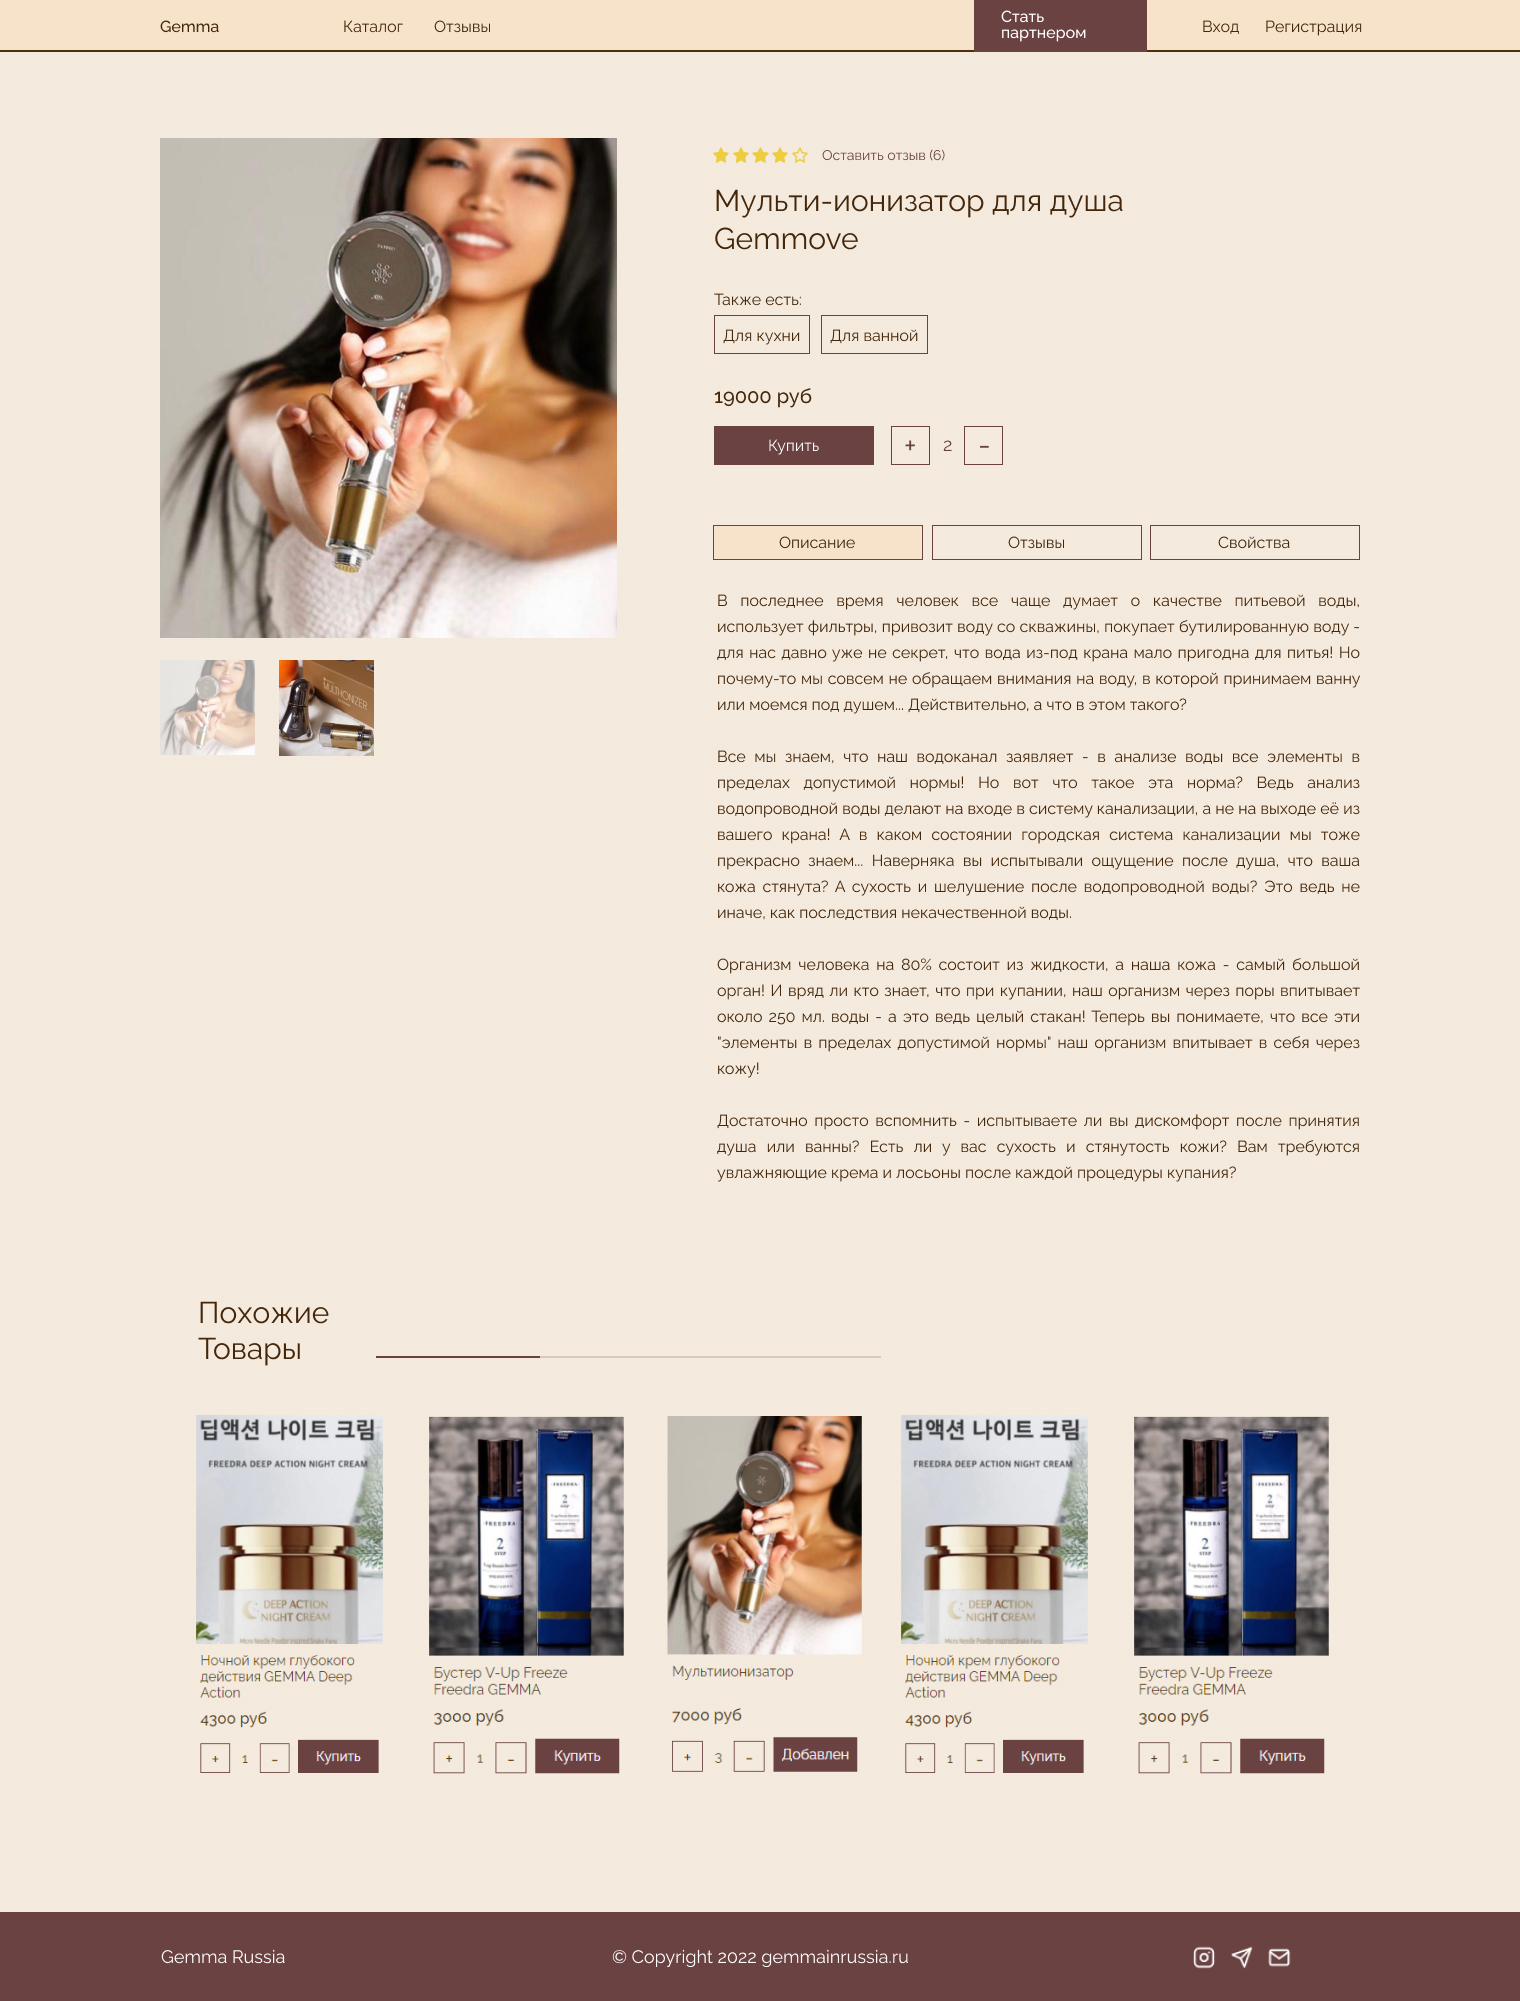 Gemma
Каталог
Отзывы
Стать
партнером
Вход
Регистрация
Оставить отзыв (6)
Мульти-ионизатор для душа
Gemmove
Также есть:
Для кухни
Для ванной
19000 руб
Купить
+
2
-
MULTI-IONIZER
Описание
Отзывы
Свойства
В последнее время человек все чаще думает о качестве питьевой воды,
использует фильтры, привозит воду со скважины, покупает бутилированную воду -
для нас давно уже не секрет, что вода из-под крана мало пригодна для питья! Но
почему-то мы совсем не обращаем внимания на воду, в которой принимаем ванну
или моемся под душем... Действительно, а что в этом такого?
Все мы знаем, что наш водоканал заявляет - в анализе воды все элементы в
пределах допустимой нормы! Но вот что такое эта норма? Ведь анализ
водопроводной воды делают на входе в систему канализации, а не на выходе её из
вашего крана! А в каком состоянии городская система канализации мы тоже
прекрасно знаем... Наверняка вы испытывали ощущение после душа, что ваша
кожа стянута? А сухость и шелушение после водопроводной воды? Это ведь не
иначе, как последствия некачественной воды.
Организм человека на 80% состоит из жидкости, а наша кожа - самый большой
орган! И вряд ли кто знает, что при купании, наш организм через поры впитывает
около 250 мл. воды - а это ведь целый стакан! Теперь вы понимаете, что все эти
"элементы в пределах допустимой нормы" наш организм впитывает в себя через
кожу!
Достаточно просто вспомнить - испытываете ли вы дискомфорт после принятия
душа или ванны? Есть ли у вас сухость и стянутость кожи? Вам требуются
увлажняющие крема и лосьоны после каждой процедуры купания?
Похожие
Товары
딥액션 나이트 크림
FREEDRA DEEP ACTION NIGHT CREAM
DEEP ACTION
NIGHT CREAM
Ночной крем глубокого
действия GEMMA Deep
Action
4300 руб
+ 1 - Купить
FREEDRA
2
STEP
FREEDRA
2
STEP
Бустер V-Up Freeze
Freedra GEMMA
3000 руб
+ 1 - Купить
Мультиионизатор
7000 руб
+ 3 - Добавлен
딥액션 나이트 크림
FREEDRA DEEP ACTION NIGHT CREAM
DEEP ACTION
NIGHT CREAM
Ночной крем глубокого
действия GEMMA Deep
Action
4300 руб
+ 1 - Купить
FREEDRA
2
STEP
FREEDRA
2
STEP
Бустер V-Up Freeze
Freedra GEMMA
3000 руб
+ 1 - Купить
Gemma Russia
© Copyright 2022 gemmainrussia.ru